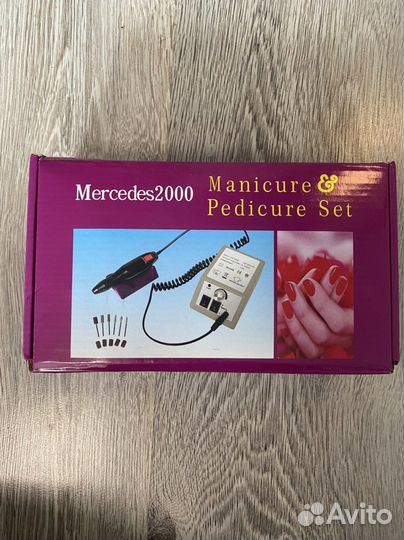 Mercedes2000
Manicure &
Pedicure Set
Avito